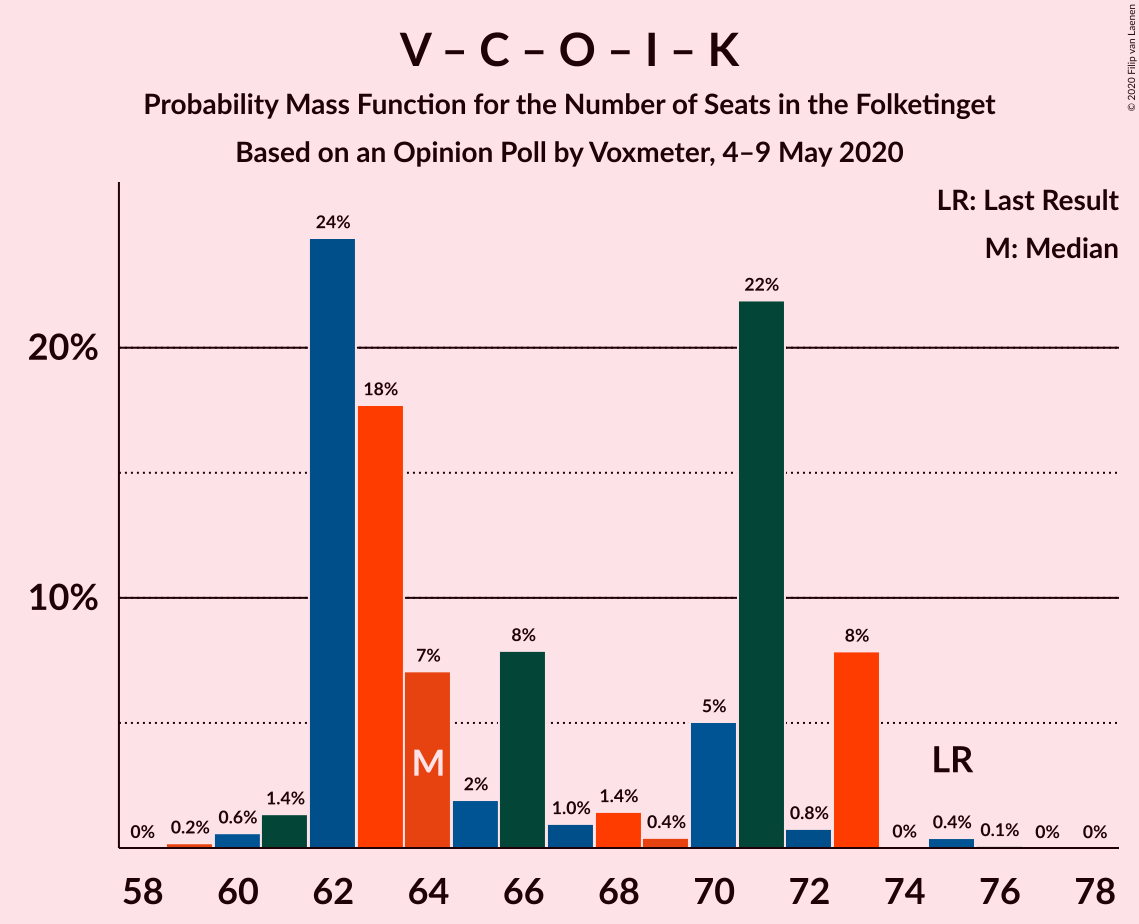 V – C – O – I – K
Probability Mass Function for the Number of Seats in the Folketinget
Based on an Opinion Poll by Voxmeter, 4–9 May 2020
© 2020 Filip van Laenen
LR: Last Result
M: Median
20%
10%
0%
0.2%
0.6%
1.4%
24%
18%
7%
2%
8%
1.0%
1.4%
0.4%
5%
22%
0.8%
8%
0%
0.4%
0.1%
0%
0%
M
LR
58 60 62 64 66 68 70 72 74 76 78